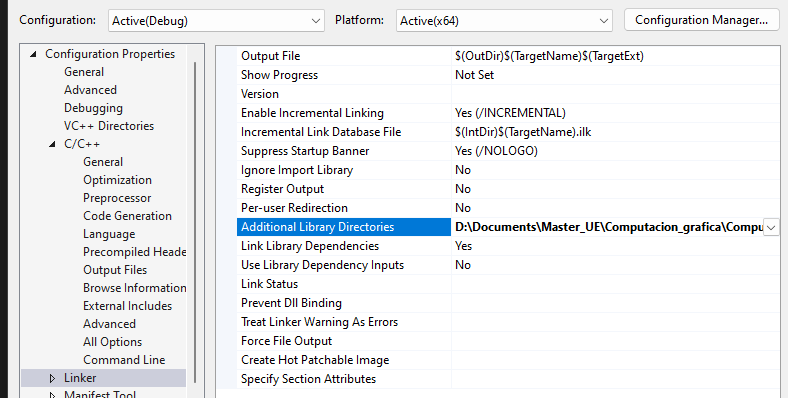 Configuration: Active(Debug) Platform: Active(x64) Configuration Manager...
Configuration Properties
General
Advanced
Debugging
VC++ Directories
C/C++
General
Optimization
Preprocessor
Code Generation
Language
Precompiled Heade
Output Files
Browse Information
External Includes
Advanced
All Options
Command Line
Linker
Manifest Tool
Output File $(OutDir)$(TargetName)$(TargetExt)
Show Progress Not Set
Version
Enable Incremental Linking Yes (/INCREMENTAL)
Incremental Link Database File $(IntDir)$(TargetName).ilk
Suppress Startup Banner Yes (/NOLOGO)
Ignore Import Library No
Register Output No
Per-user Redirection No
Additional Library Directories D:\Documents\Master_UE\Computacion_grafica\Compu
Link Library Dependencies Yes
Use Library Dependency Inputs No
Link Status
Prevent Dll Binding
Treat Linker Warning As Errors
Force File Output
Create Hot Patchable Image
Specify Section Attributes